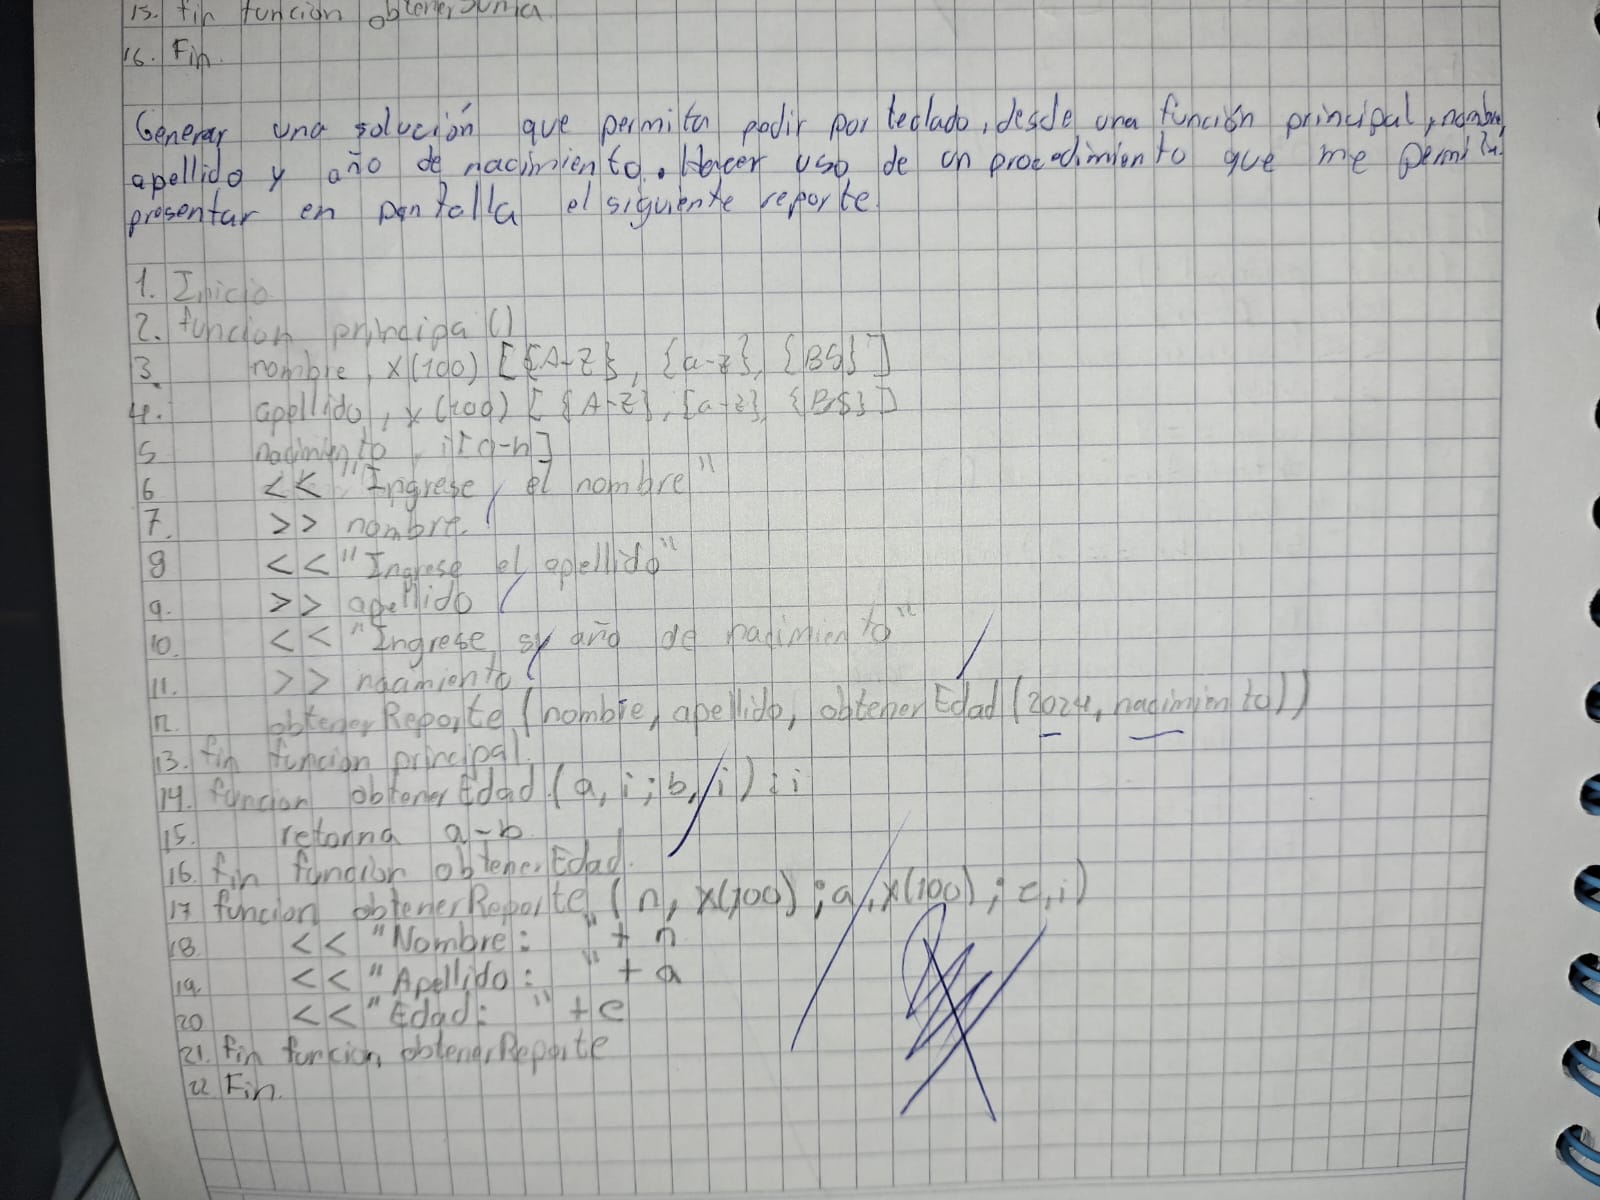 15. fin funcion obtenerSuma
16. Fin.
Generar una solución que permita pedir por teclado, desde una función principal, nombre,
apellido y año de nacimiento. Hacer uso de un procedimiento que me permita
presentar en pantalla el siguiente reporte.
1. Inicio
2. funcion principa()
3. nombre, x(100) [{A-Z}, {a-z}, {BS}]
4. apellido, x(100) [{A-Z}, {a-z}, {BS}]
5 nacimiento, i[0-n]
6 << "Ingrese el nombre"
7. >> nombre.
8 << "Ingrese el apellido"
9. >> apellido
10. << "Ingrese su año de nacimiento"
11. >> nacimiento
12. obtenerReporte (nombre, apellido, obtenerEdad (2024, nacimiento))
13. fin funcion principal.
14. funcion obtenerEdad (a, i; b, i) : i
15. retorna a-b.
16. fin funcion obtenerEdad.
17 funcion obtenerReporte (n, x(100) ; a, x(100) ; e, i)
18. << "Nombre: " + n
19. << "Apellido: " + a
20 << "Edad: " + e
21. fin funcion obtenerReporte
22 Fin.